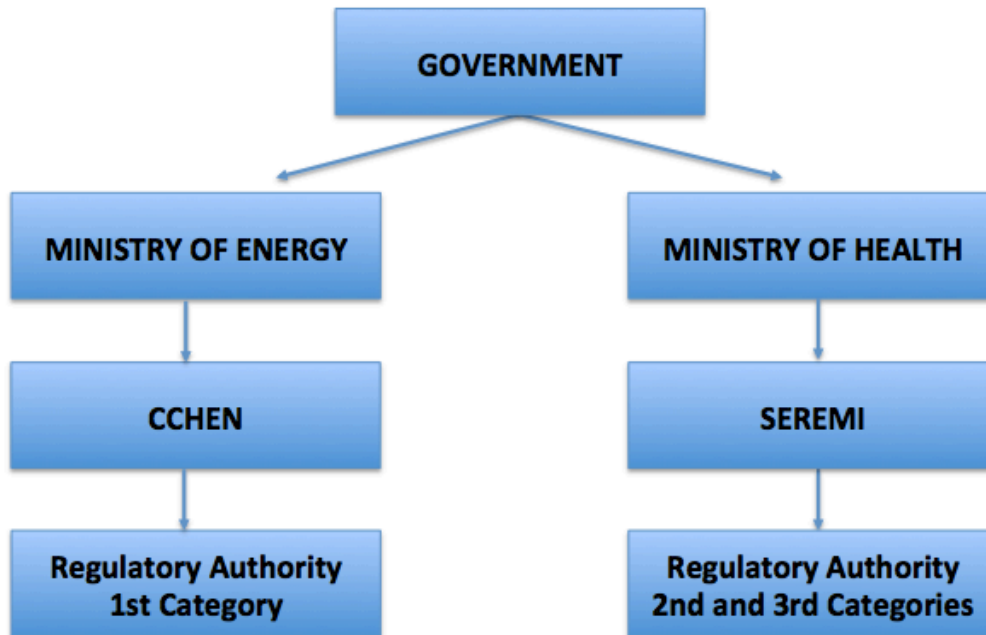 GOVERNMENT
MINISTRY OF ENERGY
MINISTRY OF HEALTH
CCHEN
SEREMI
Regulatory Authority
1st Category
Regulatory Authority
2nd and 3rd Categories